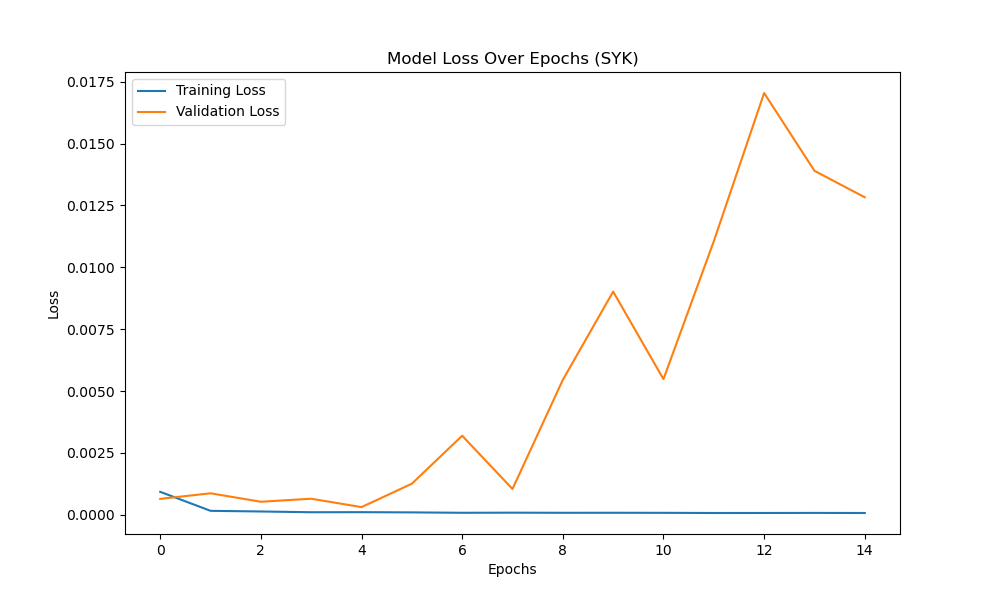 Model Loss Over Epochs (SYK)
Training Loss
Validation Loss
0.0175
0.0150
0.0125
0.0100
0.0075
0.0050
0.0025
0.0000
Loss
0 2 4 6 8 10 12 14
Epochs